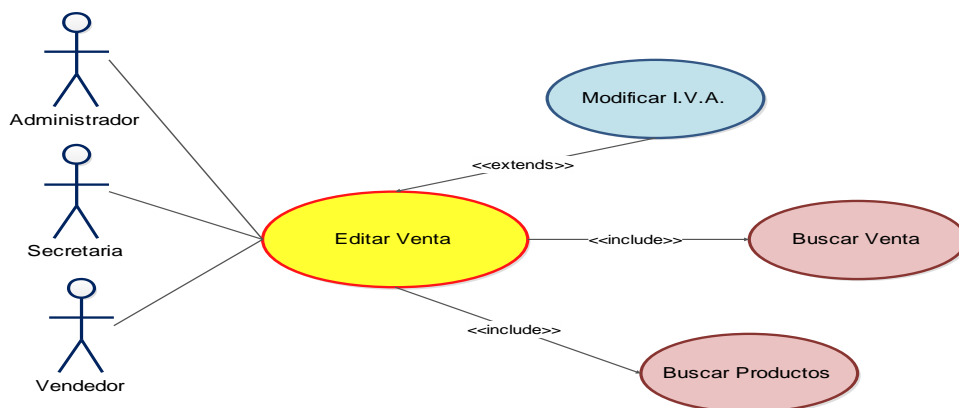 Administrador
Modificar I.V.A.
<<extends>>
Secretaria
Editar Venta
<<include>>
Buscar Venta
<<include>>
Vendedor
Buscar Productos